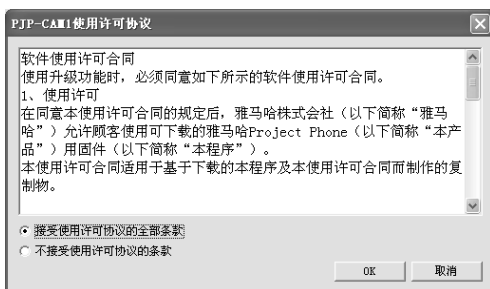 PJP-CAM1使用许可协议
软件使用许可合同
使用升级功能时，必须同意如下所示的软件使用许可合同。
1、使用许可
在同意本使用许可合同的规定后，雅马哈株式会社（以下简称“雅马
哈”）允许顾客使用可下载的雅马哈Project Phone（以下简称“本产
品”）用固件（以下简称“本程序”）。
本使用许可合同适用于基于下载的本程序及本使用许可合同而制作的复
制物。
接受使用许可协议的全部条款
不接受使用许可协议的条款
OK 取消